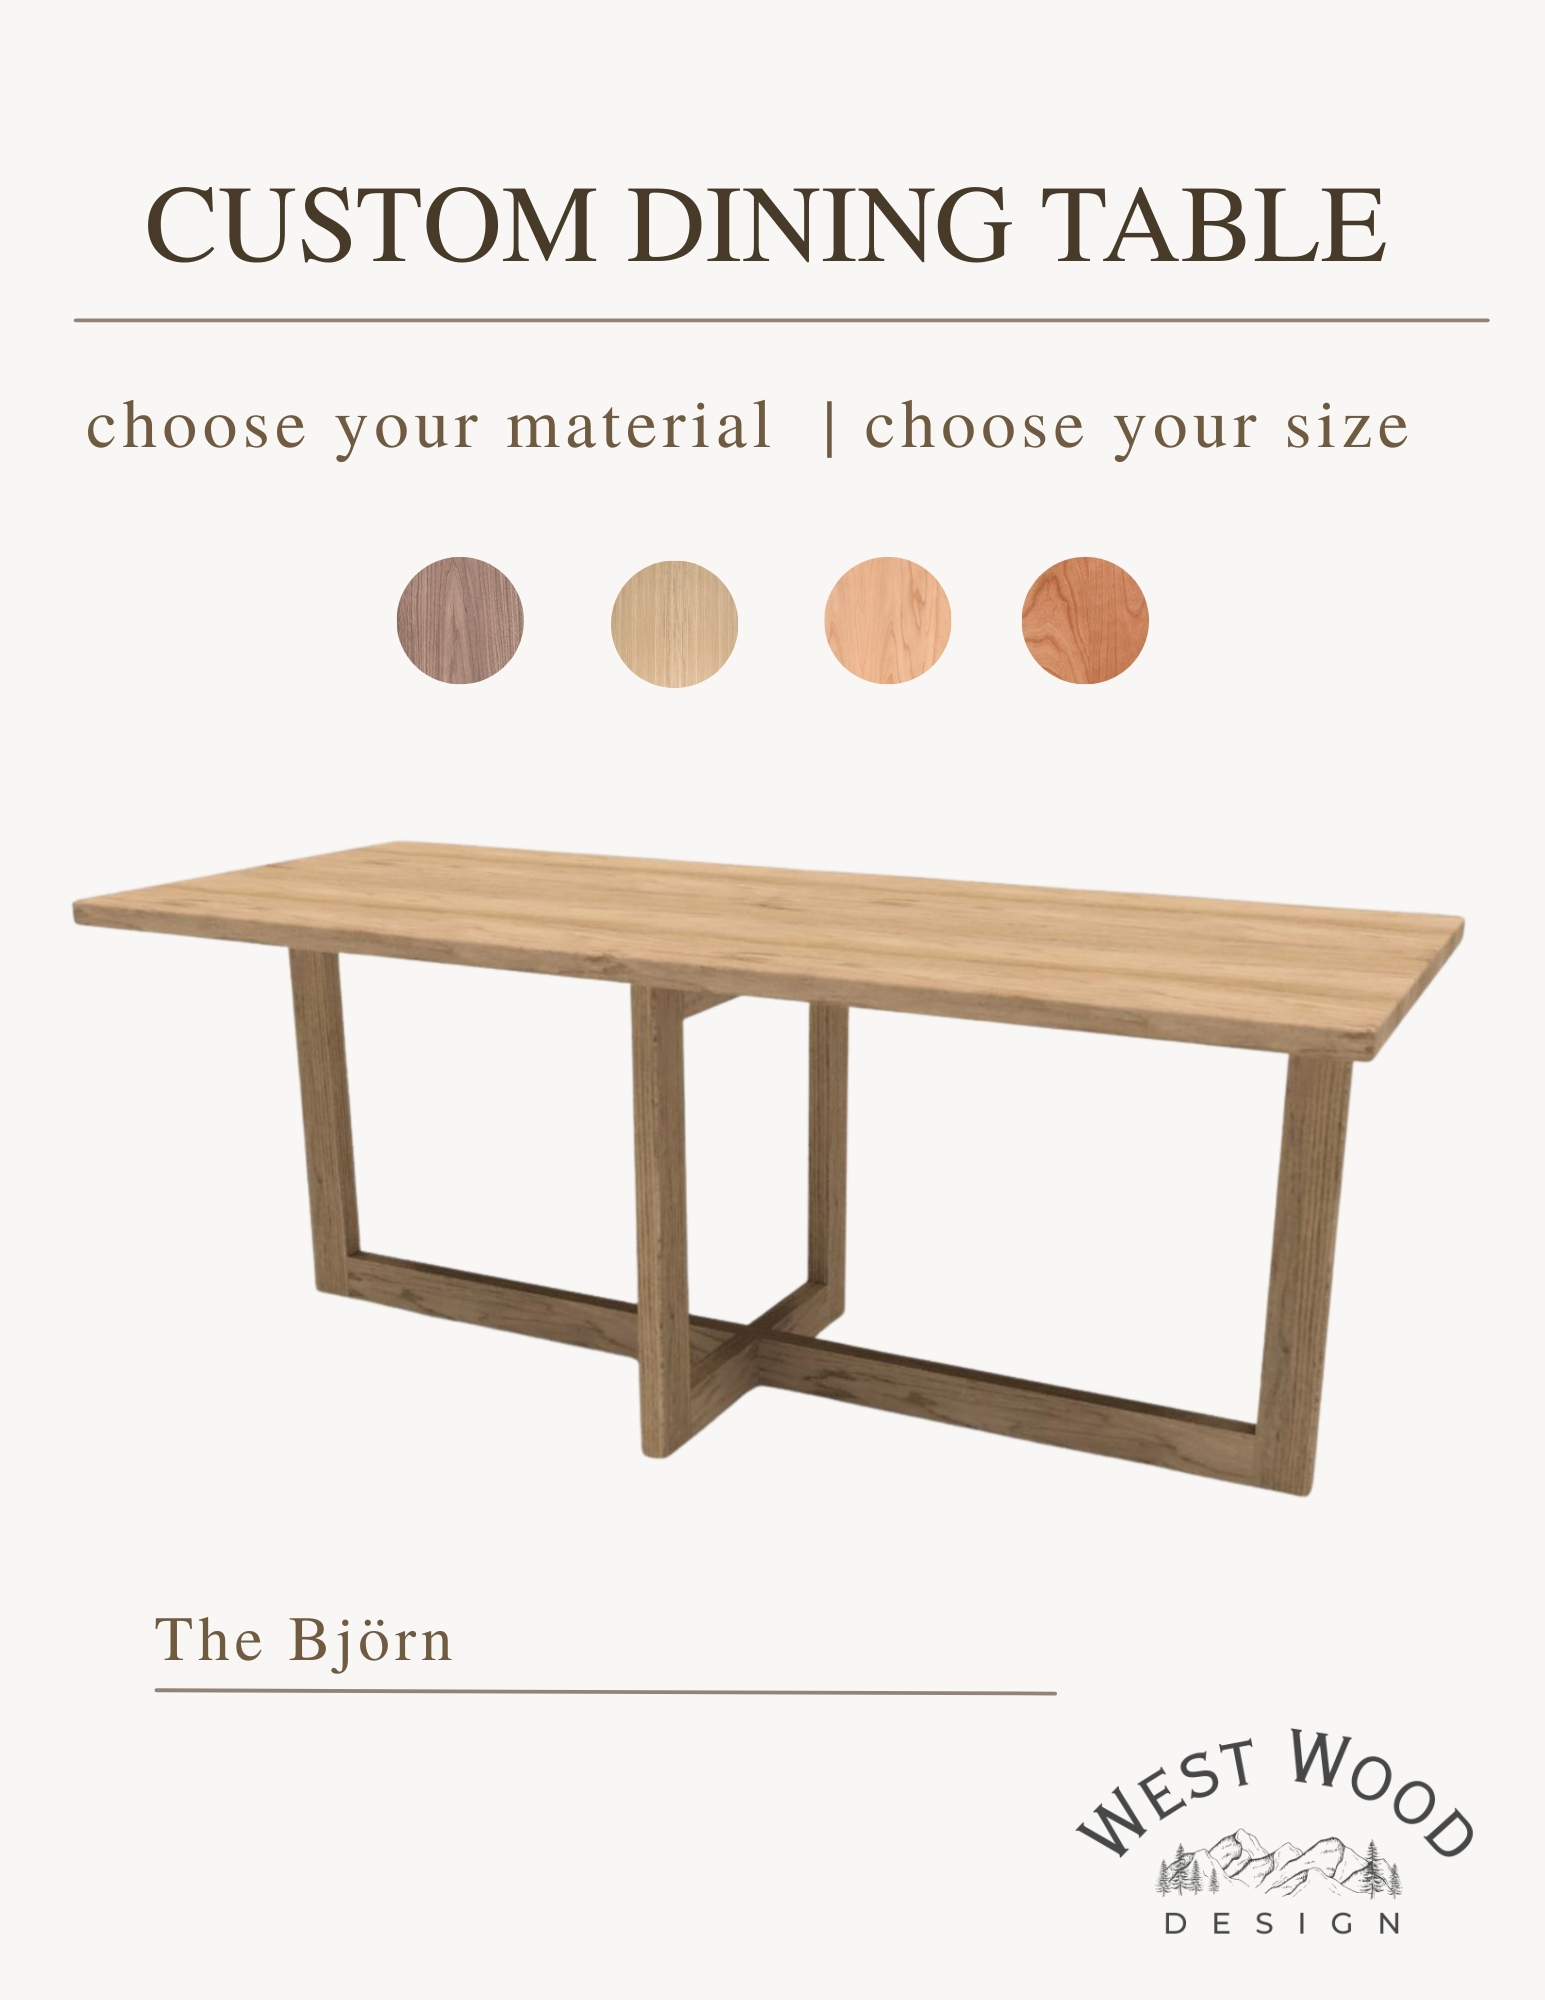 CUSTOM DINING TABLE
choose your material | choose your size
The Björn
WEST WOOD
DESIGN